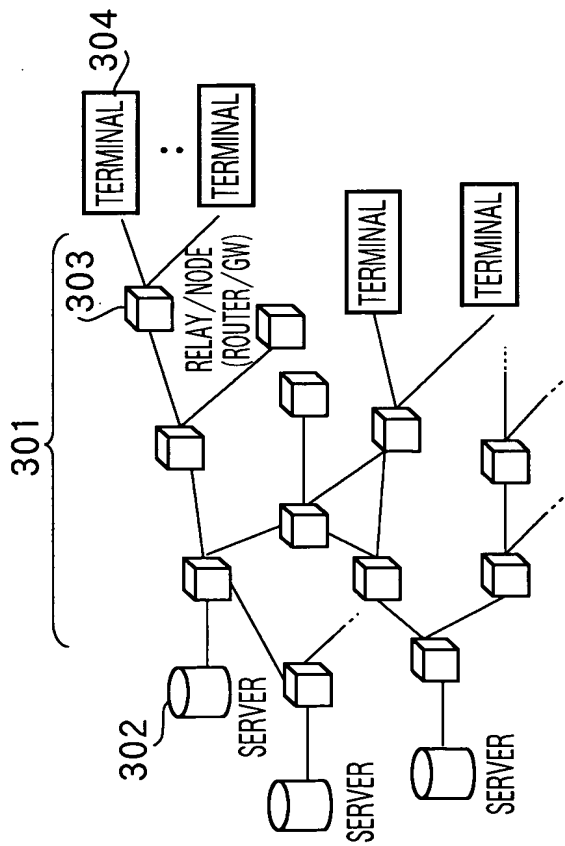 301
302
303
304
SERVER
SERVER
SERVER
RELAY/NODE
(ROUTER/GW)
TERMINAL
TERMINAL
TERMINAL
TERMINAL